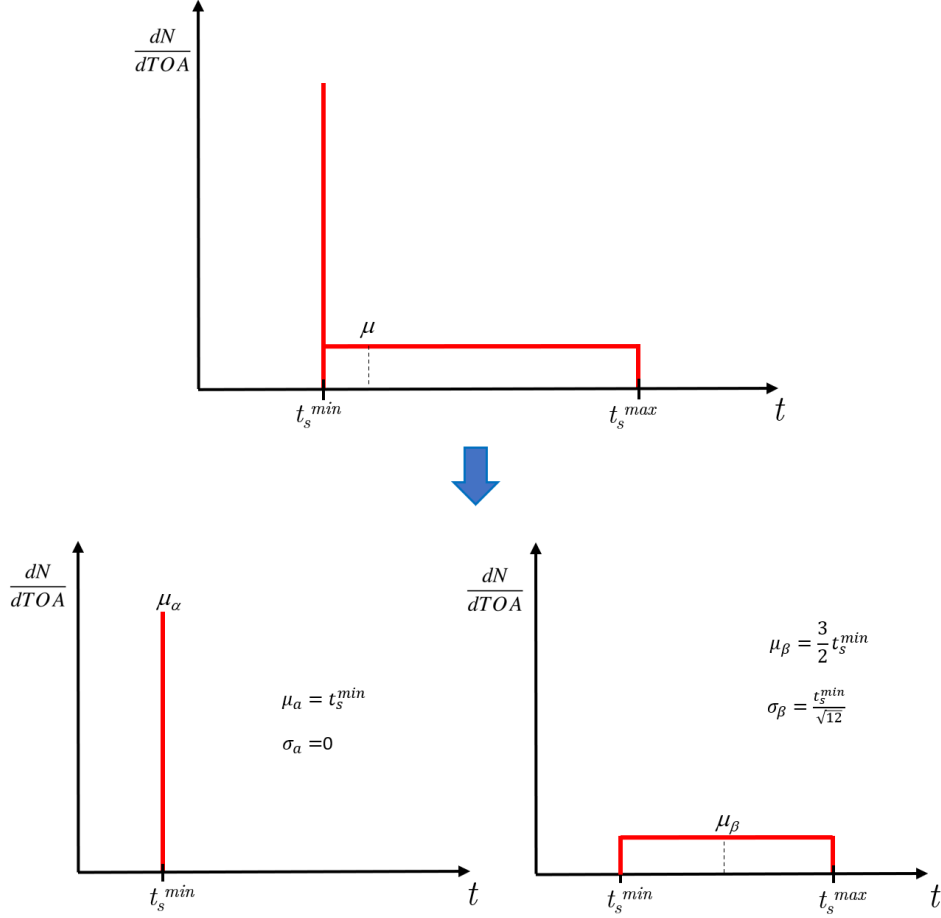 dN
dTOA
μ
t_s^{min}
t_s^{max}
t
dN
dTOA
μ_α
μ_a = t_s^{min}
σ_a =0
t_s^{min}
t
dN
dTOA
μ_β = 3/2 t_s^{min}
σ_β = t_s^{min}/√12
μ_β
t_s^{min}
t_s^{max}
t